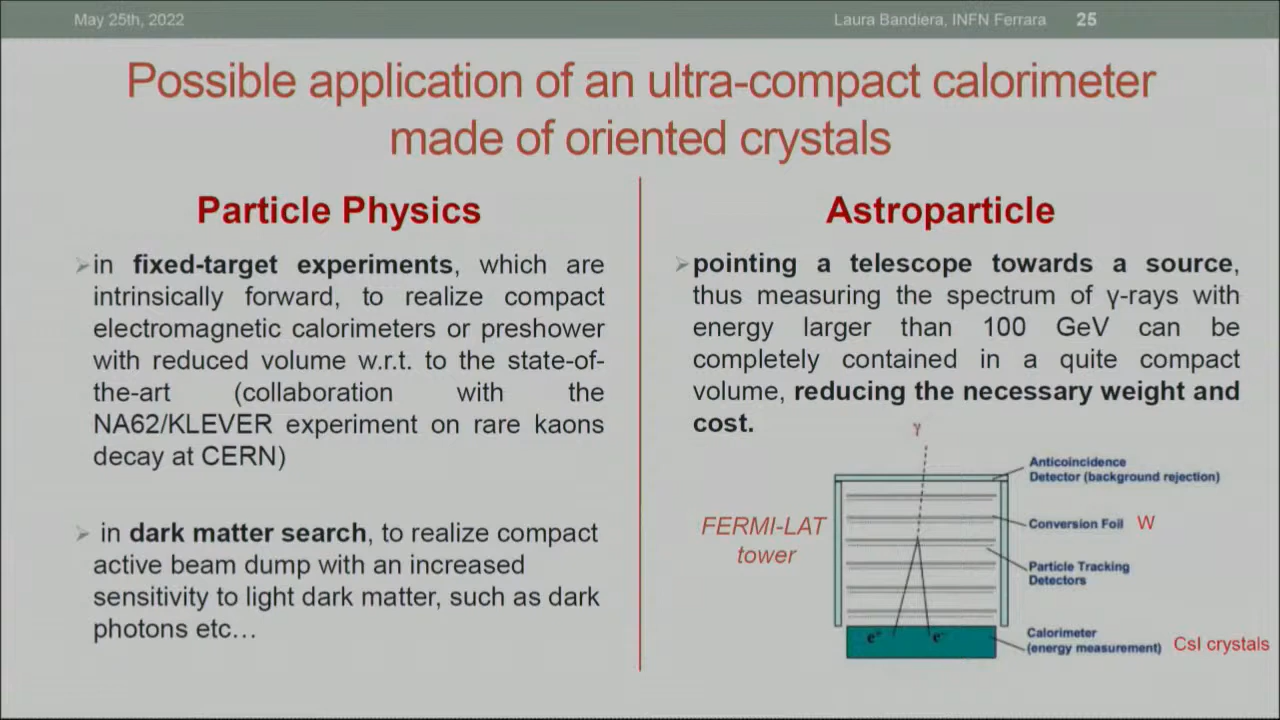 May 25th, 2022
Laura Bandiera, INFN Ferrara 25
Possible application of an ultra-compact calorimeter
made of oriented crystals
Particle Physics
➢in fixed-target experiments, which are
intrinsically forward, to realize compact
electromagnetic calorimeters or preshower
with reduced volume w.r.t. to the state-of-
the-art (collaboration with the
NA62/KLEVER experiment on rare kaons
decay at CERN)
➢ in dark matter search, to realize compact
active beam dump with an increased
sensitivity to light dark matter, such as dark
photons etc…
Astroparticle
➢pointing a telescope towards a source,
thus measuring the spectrum of γ-rays with
energy larger than 100 GeV can be
completely contained in a quite compact
volume, reducing the necessary weight and
cost.
γ
FERMI-LAT
tower
Anticoincidence
Detector (background rejection)
Conversion Foil W
Particle Tracking
Detectors
Calorimeter
(energy measurement) CsI crystals
e⁺ e⁻